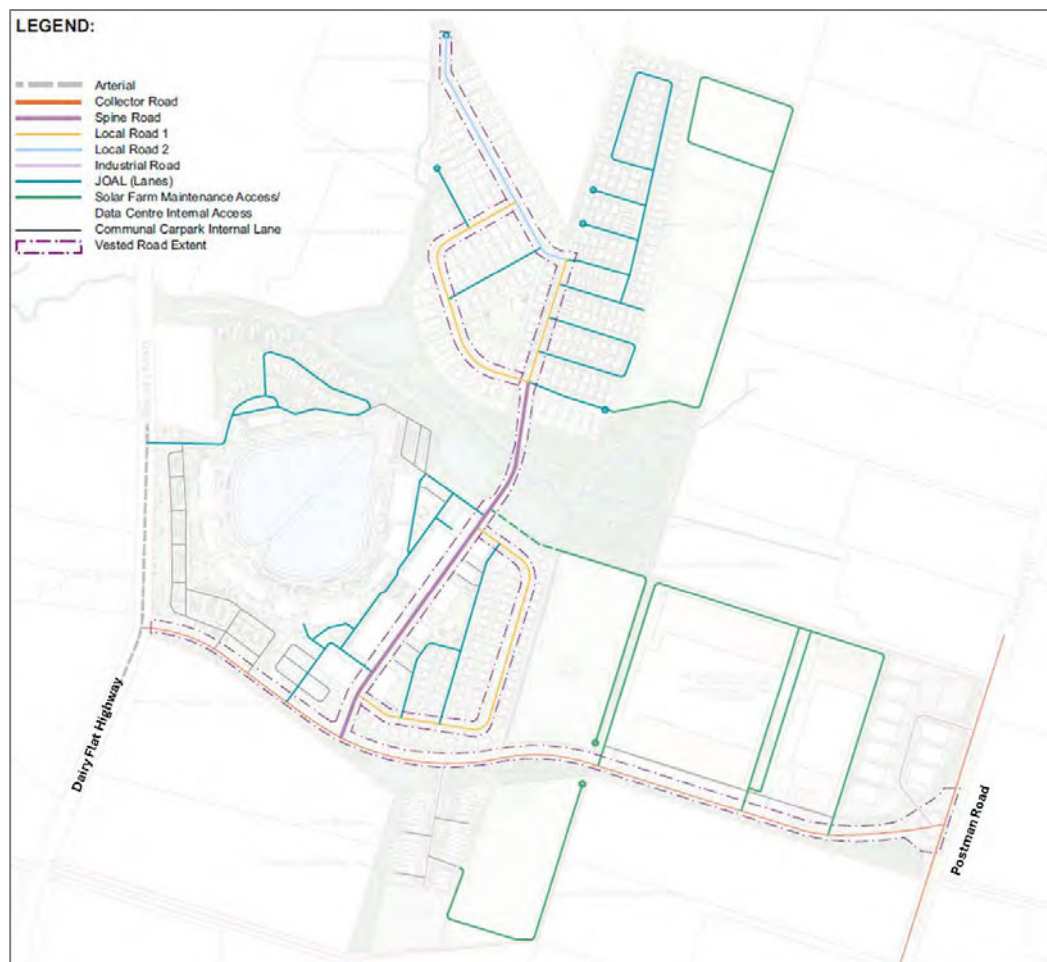 LEGEND:
Arterial
Collector Road
Spine Road
Local Road 1
Local Road 2
Industrial Road
JOAL (Lanes)
Solar Farm Maintenance Access/
Data Centre Internal Access
Communal Carpark Internal Lane
Vested Road Extent
Dairy Flat Highway
Postman Road